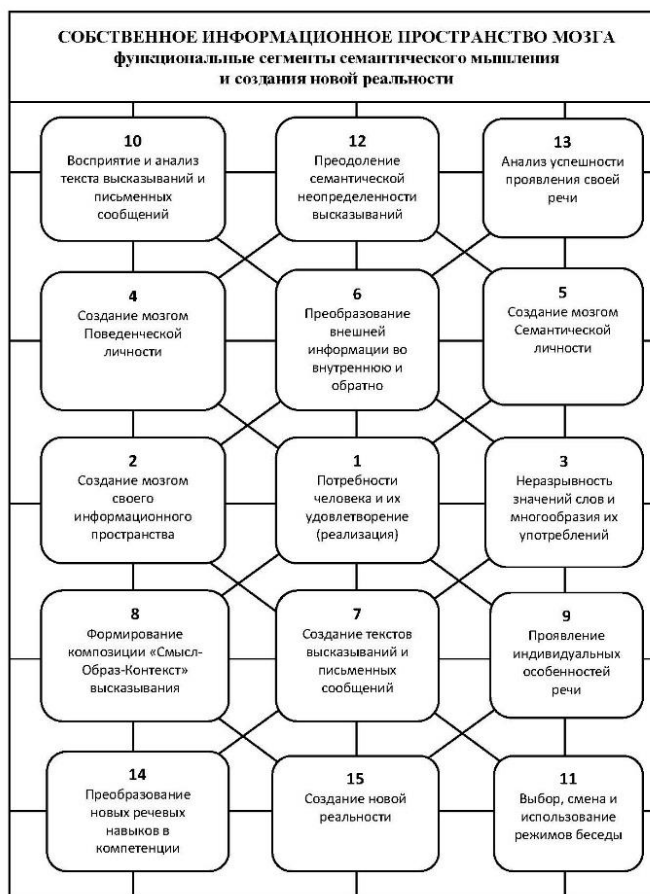 СОБСТВЕННОЕ ИНФОРМАЦИОННОЕ ПРОСТРАНСТВО МОЗГА
функциональные сегменты семантического мышления
и создания новой реальности
10
Восприятие и анализ
текста высказываний и
письменных
сообщений
12
Преодоление
семантической
неопределенности
высказываний
13
Анализ успешности
проявления своей
речи
4
Создание мозгом
Поведенческой
личности
6
Преобразование
внешней
информации во
внутреннюю и
обратно
5
Создание мозгом
Семантической
личности
2
Создание мозгом
своего
информационного
пространства
1
Потребности
человека и их
удовлетворение
(реализация)
3
Неразрывность
значений слов и
многообразия их
употреблений
8
Формирование
композиции «Смысл-
Образ-Контекст»
высказывания
7
Создание текстов
высказываний и
письменных
сообщений
9
Проявление
индивидуальных
особенностей
речи
14
Преобразование
новых речевых
навыков в
компетенции
15
Создание новой
реальности
11
Выбор, смена и
использование
режимов беседы